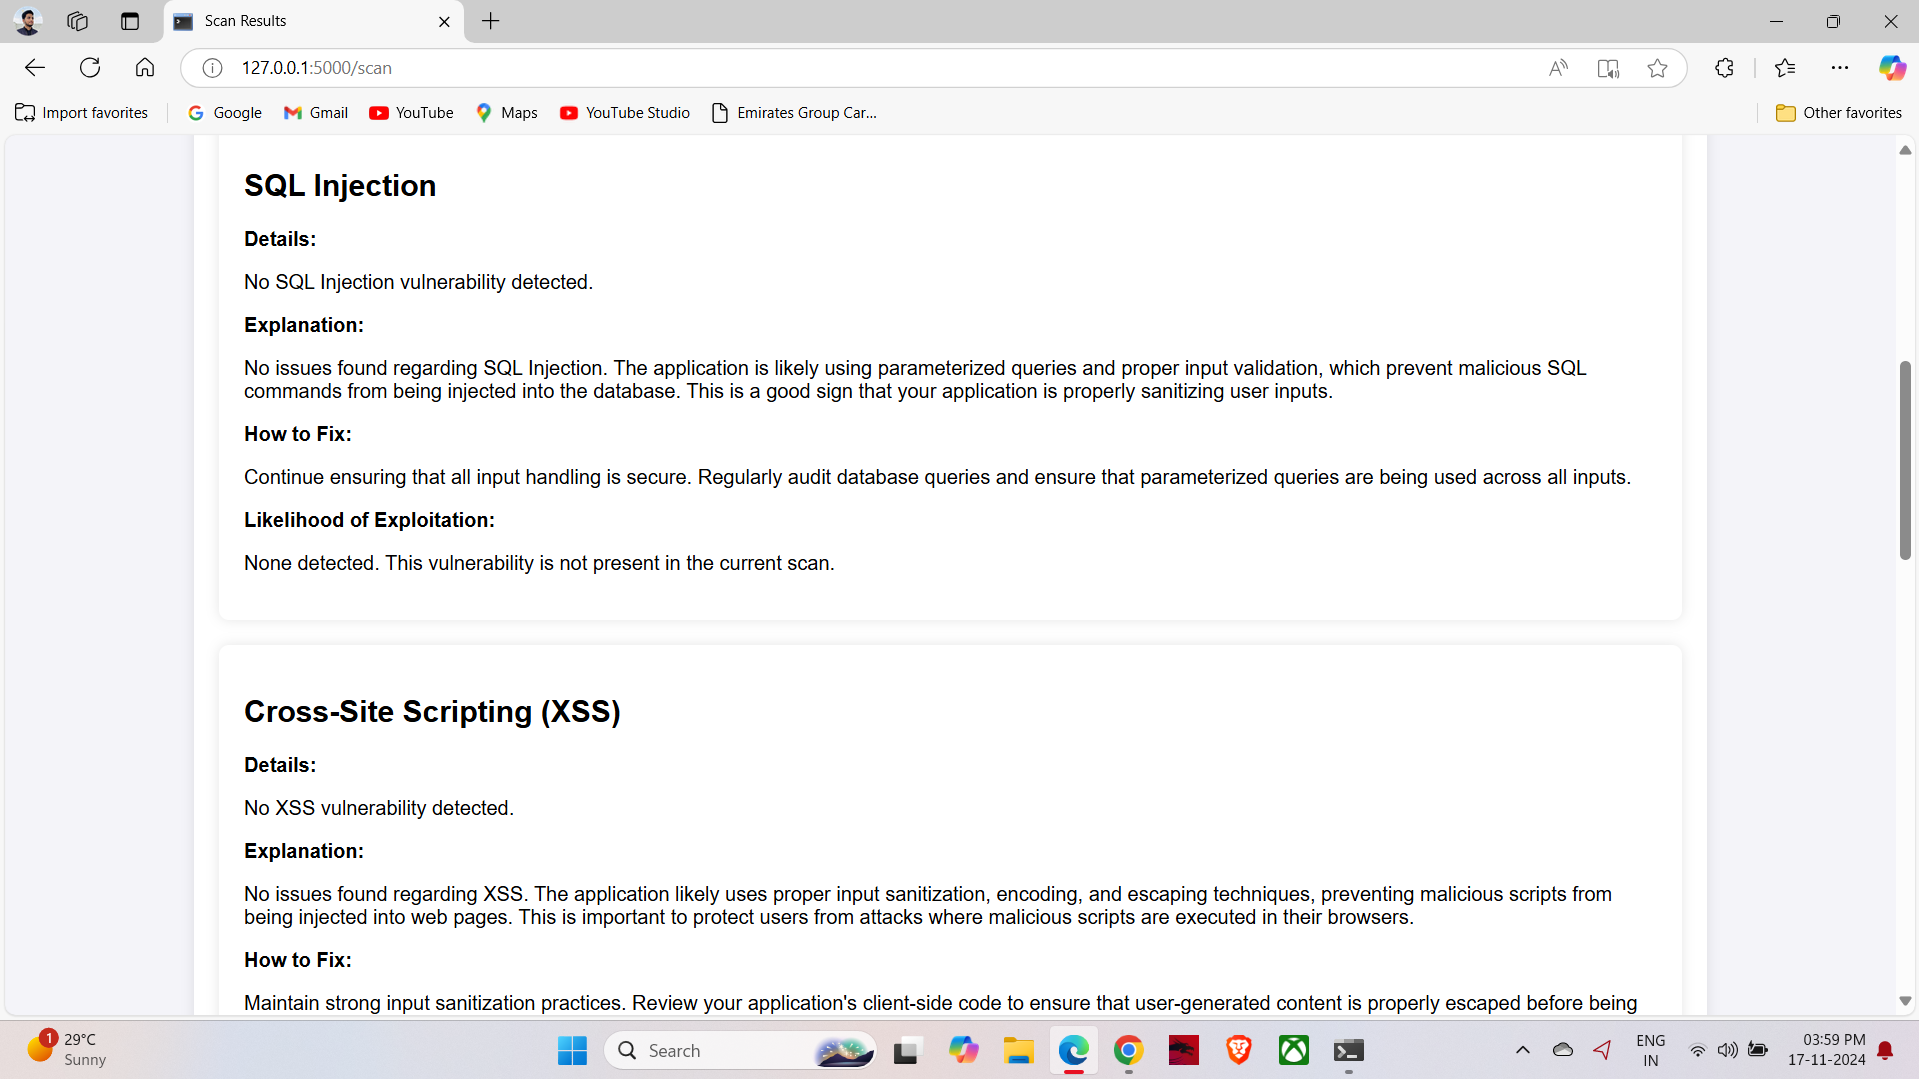 Scan Results
127.0.0.1:5000/scan
Import favorites
Google
Gmail
YouTube
Maps
YouTube Studio
Emirates Group Car...
Other favorites
SQL Injection
Details:
No SQL Injection vulnerability detected.
Explanation:
No issues found regarding SQL Injection. The application is likely using parameterized queries and proper input validation, which prevent malicious SQL
commands from being injected into the database. This is a good sign that your application is properly sanitizing user inputs.
How to Fix:
Continue ensuring that all input handling is secure. Regularly audit database queries and ensure that parameterized queries are being used across all inputs.
Likelihood of Exploitation:
None detected. This vulnerability is not present in the current scan.
Cross-Site Scripting (XSS)
Details:
No XSS vulnerability detected.
Explanation:
No issues found regarding XSS. The application likely uses proper input sanitization, encoding, and escaping techniques, preventing malicious scripts from
being injected into web pages. This is important to protect users from attacks where malicious scripts are executed in their browsers.
How to Fix:
Maintain strong input sanitization practices. Review your application's client-side code to ensure that user-generated content is properly escaped before being
1
29°C
Sunny
Search
ENG
IN
03:59 PM
17-11-2024